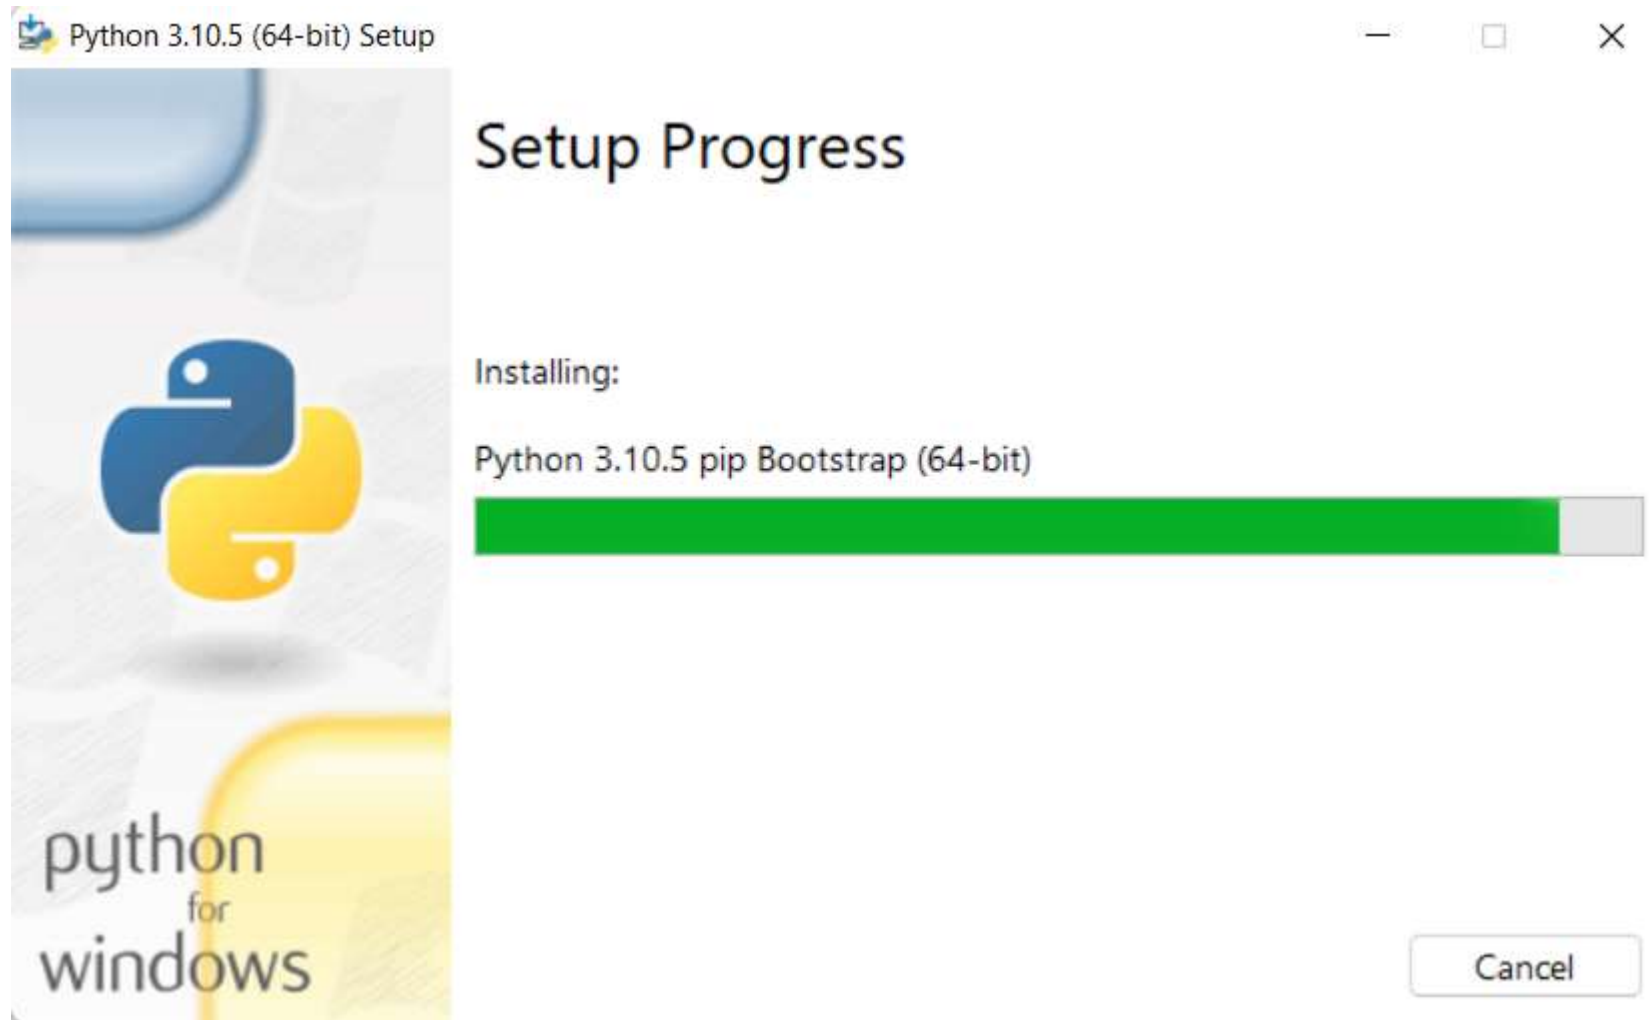 Python 3.10.5 (64-bit) Setup
Setup Progress
Installing:
Python 3.10.5 pip Bootstrap (64-bit)
python
for
windows
Cancel